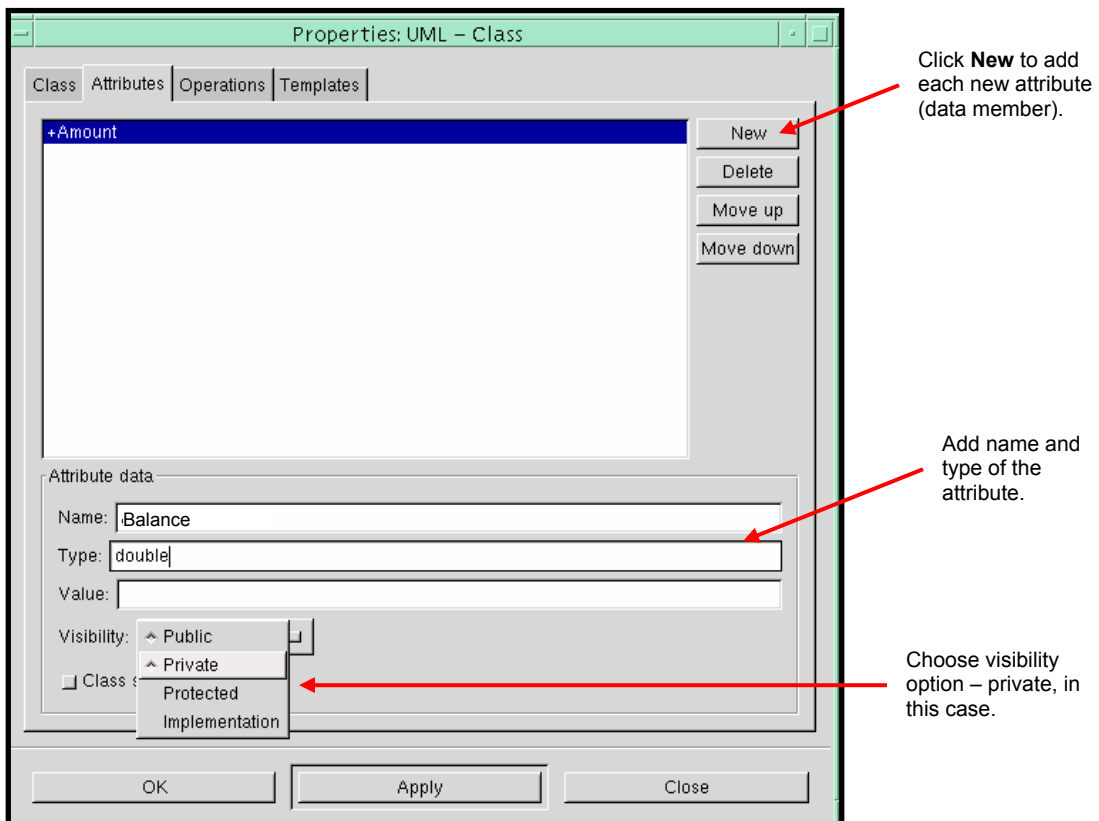 Properties: UML – Class
Class Attributes Operations Templates
+Amount
New
Delete
Move up
Move down
Attribute data
Name: Balance
Type: double
Value:
Visibility:
Public
Private
Protected
Implementation
Class s
OK Apply Close
Click New to add
each new attribute
(data member).
Add name and
type of the
attribute.
Choose visibility
option – private, in
this case.